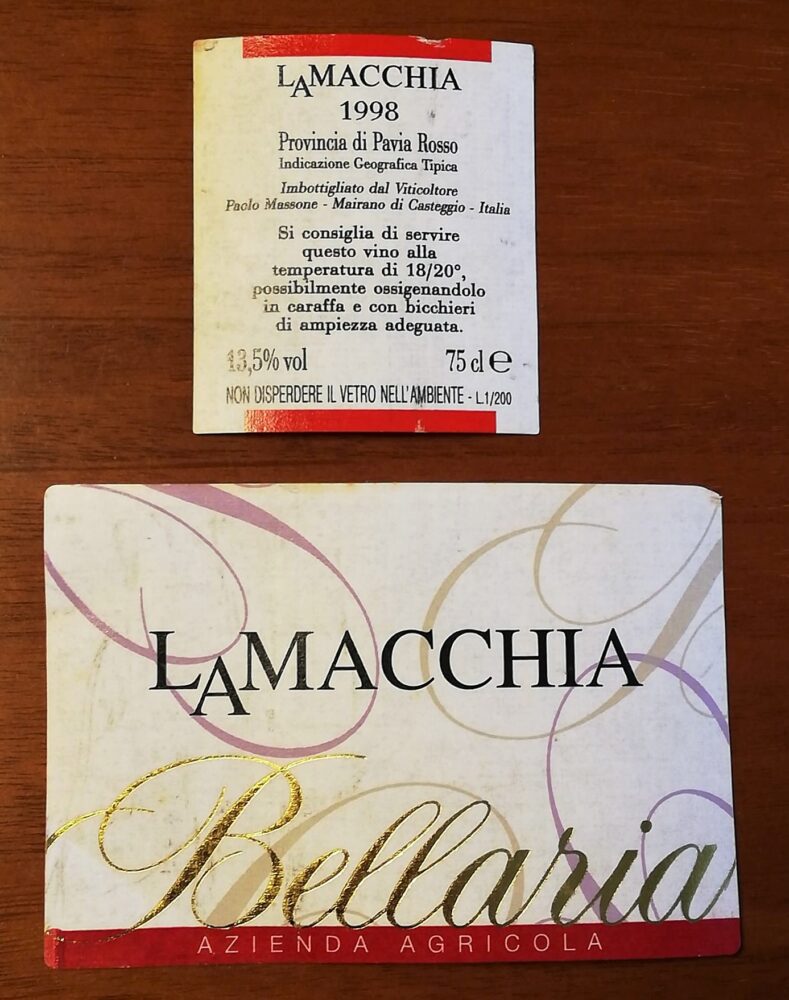 LAMACCHIA
1998
Provincia di Pavia Rosso
Indicazione Geografica Tipica
Imbottigliato dal Viticoltore
Paolo Massone - Mairano di Casteggio - Italia
Si consiglia di servire
questo vino alla
temperatura di 18/20°,
possibilmente ossigenandolo
in caraffa e con bicchieri
di ampiezza adeguata.
13,5% vol 75 cl e
NON DISPERDERE IL VETRO NELL'AMBIENTE - L.1/200
LAMACCHIA
Bellaria
AZIENDA AGRICOLA